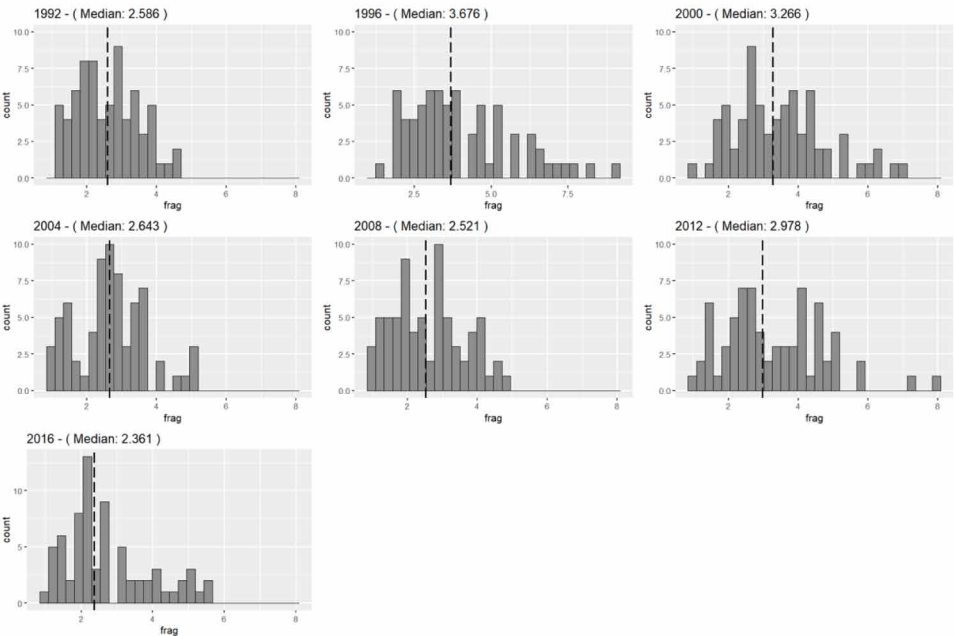 1992 - ( Median: 2.586 )
10.0
7.5
5.0
2.5
0.0
count
2 4 6 8
frag
1996 - ( Median: 3.676 )
10.0
7.5
5.0
2.5
0.0
count
2.5 5.0 7.5
frag
2000 - ( Median: 3.266 )
10.0
7.5
5.0
2.5
0.0
count
2 4 6 8
frag
2004 - ( Median: 2.643 )
10.0
7.5
5.0
2.5
0.0
count
2 4 6 8
frag
2008 - ( Median: 2.521 )
10.0
7.5
5.0
2.5
0.0
count
2 4 6 8
frag
2012 - ( Median: 2.978 )
10.0
7.5
5.0
2.5
0.0
count
2 4 6 8
frag
2016 - ( Median: 2.361 )
10
5
0
count
2 4 6 8
frag